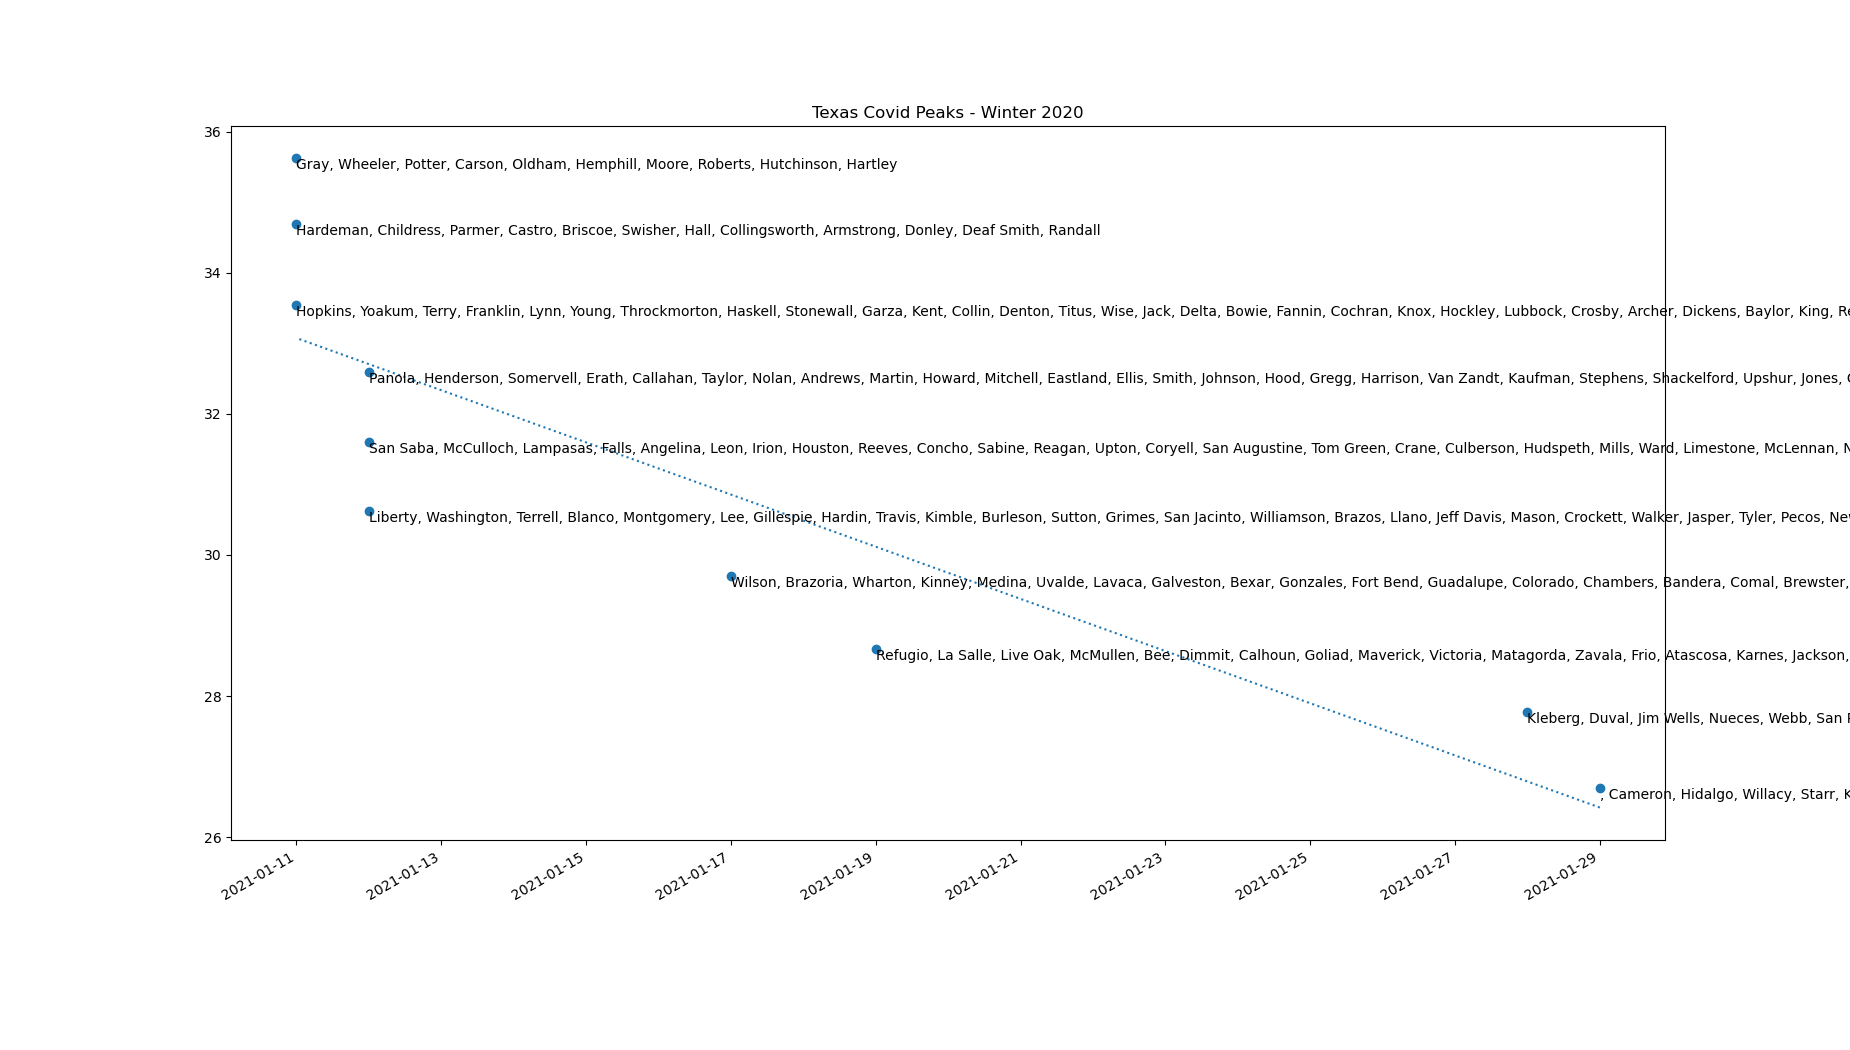 Texas Covid Peaks - Winter 2020
36
Gray, Wheeler, Potter, Carson, Oldham, Hemphill, Moore, Roberts, Hutchinson, Hartley
Hardeman, Childress, Parmer, Castro, Briscoe, Swisher, Hall, Collingsworth, Armstrong, Donley, Deaf Smith, Randall
34
Hopkins, Yoakum, Terry, Franklin, Lynn, Young, Throckmorton, Haskell, Stonewall, Garza, Kent, Collin, Denton, Titus, Wise, Jack, Delta, Bowie, Fannin, Cochran, Knox, Hockley, Lubbock, Crosby, Archer, Dickens, Baylor, King,
Panola, Henderson, Somervell, Erath, Callahan, Taylor, Nolan, Andrews, Martin, Howard, Mitchell, Eastland, Ellis, Smith, Johnson, Hood, Gregg, Harrison, Van Zandt, Kaufman, Stephens, Shackelford, Upshur, Jones,
32
San Saba, McCulloch, Lampasas, Falls, Angelina, Leon, Irion, Houston, Reeves, Concho, Sabine, Reagan, Upton, Coryell, San Augustine, Tom Green, Crane, Culberson, Hudspeth, Mills, Ward, Limestone, McLennan,
Liberty, Washington, Terrell, Blanco, Montgomery, Lee, Gillespie, Hardin, Travis, Kimble, Burleson, Sutton, Grimes, San Jacinto, Williamson, Brazos, Llano, Jeff Davis, Mason, Crockett, Walker, Jasper, Tyler, Pecos,
30
Wilson, Brazoria, Wharton, Kinney, Medina, Uvalde, Lavaca, Galveston, Bexar, Gonzales, Fort Bend, Guadalupe, Colorado, Chambers, Bandera, Comal, Brewster,
Refugio, La Salle, Live Oak, McMullen, Bee, Dimmit, Calhoun, Goliad, Maverick, Victoria, Matagorda, Zavala, Frio, Atascosa, Karnes, Jackson,
28
Kleberg, Duval, Jim Wells, Nueces, Webb, San
, Cameron, Hidalgo, Willacy, Starr,
26
2021-01-11
2021-01-13
2021-01-15
2021-01-17
2021-01-19
2021-01-21
2021-01-23
2021-01-25
2021-01-27
2021-01-29